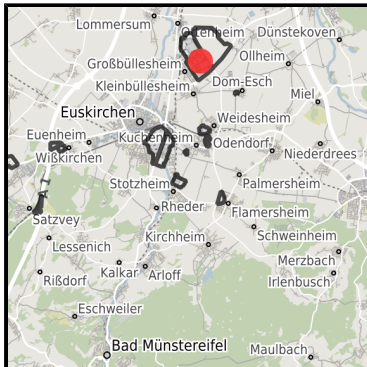 Lommersum
Ottenheim
Dünstekoven
Großbüllesheim
Ollheim
Kleinbüllesheim
Dom-Esch
Miel
Euskirchen
Weidesheim
Euenheim
Kuchenheim
Odendorf
Wißkirchen
Niederdrees
Stotzheim
Palmersheim
Rheder
Flamersheim
Satzvey
Schweinheim
Kirchheim
Lessenich
Merzbach
Kalkar
Arloff
Rißdorf
Irlenbusch
Eschweiler
Bad Münstereifel
Maulbach